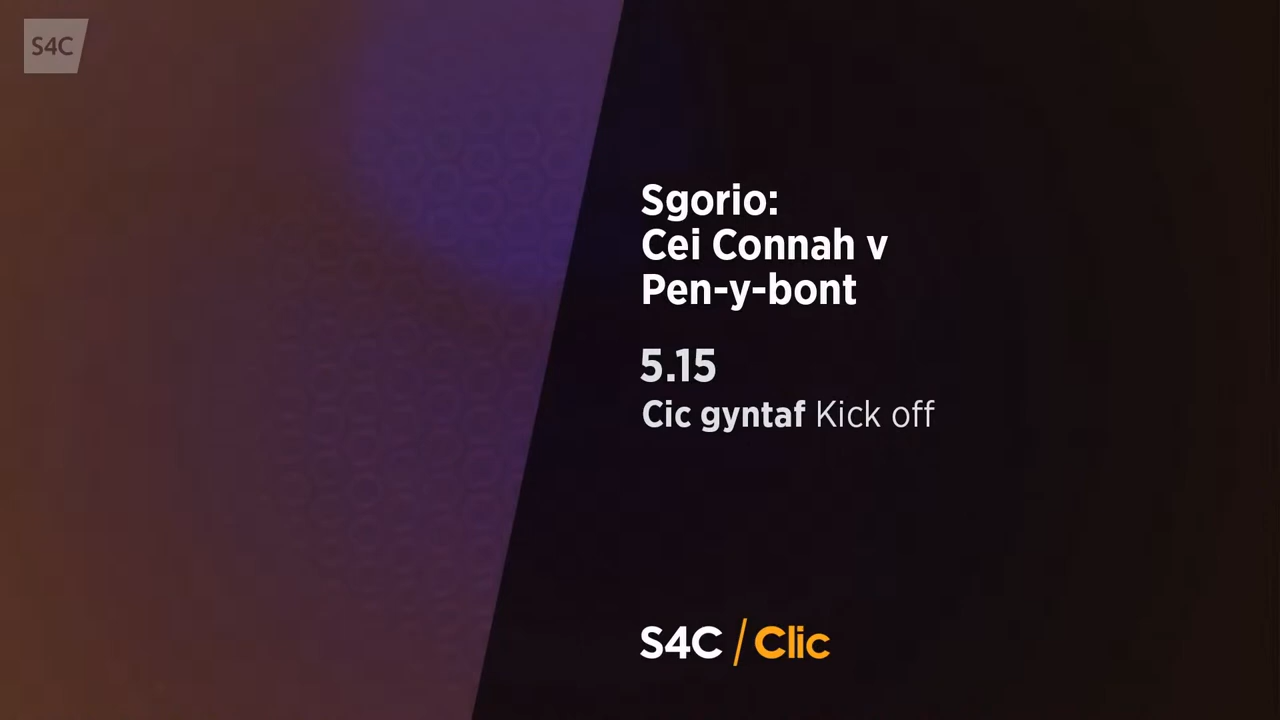 S4C
Sgorio:
Cei Connah v
Pen-y-bont
5.15
Cic gyntaf Kick off
S4C / Clic